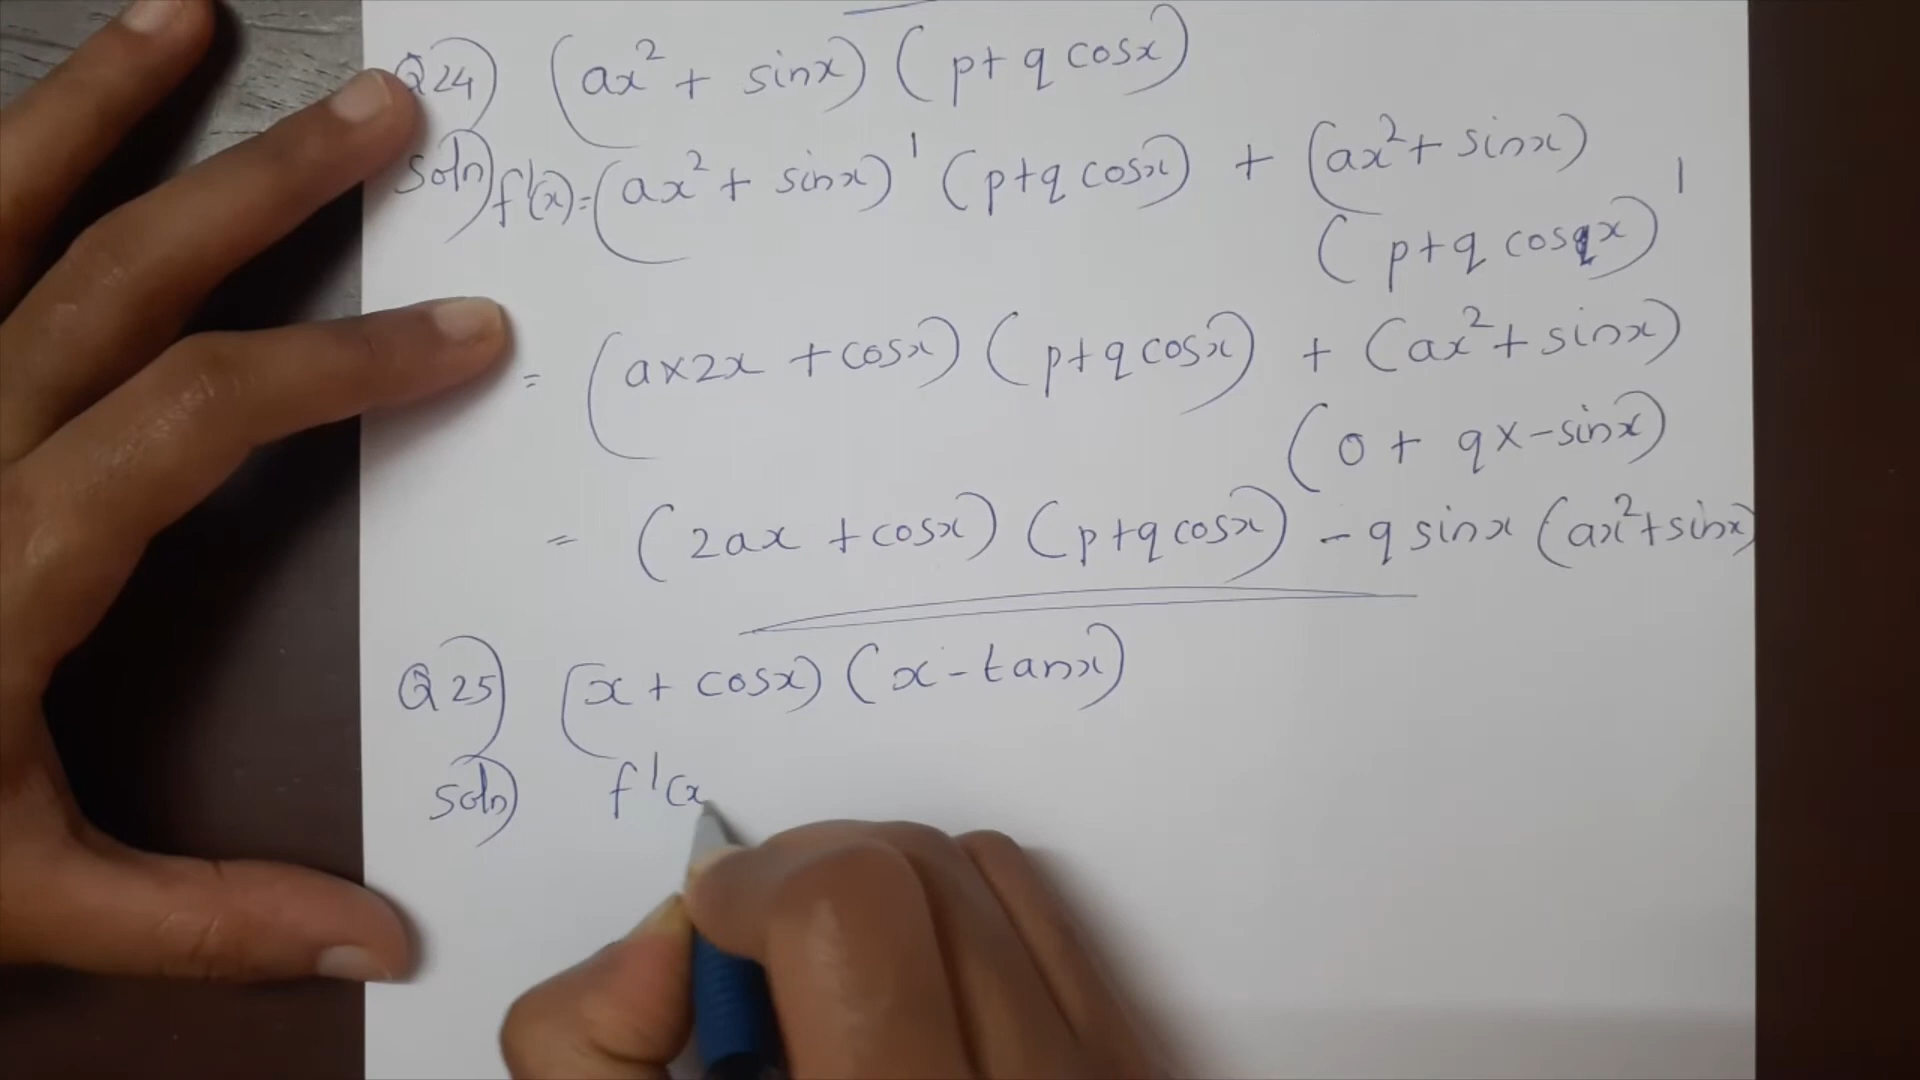 Q24) (ax² + sinx) (p+q cosx)
soln) f'(x)=(ax² + sinx)' (p+q cosx) + (ax² + sinx)
(p+q cosx)'
= (a×2x + cosx) (p+q cosx) + (ax² + sinx)
(0 + q×-sinx)
= (2ax + cosx) (p+q cosx) - q sinx (ax²+sinx)
Q25) (x + cosx) (x - tanx)
soln) f'(x